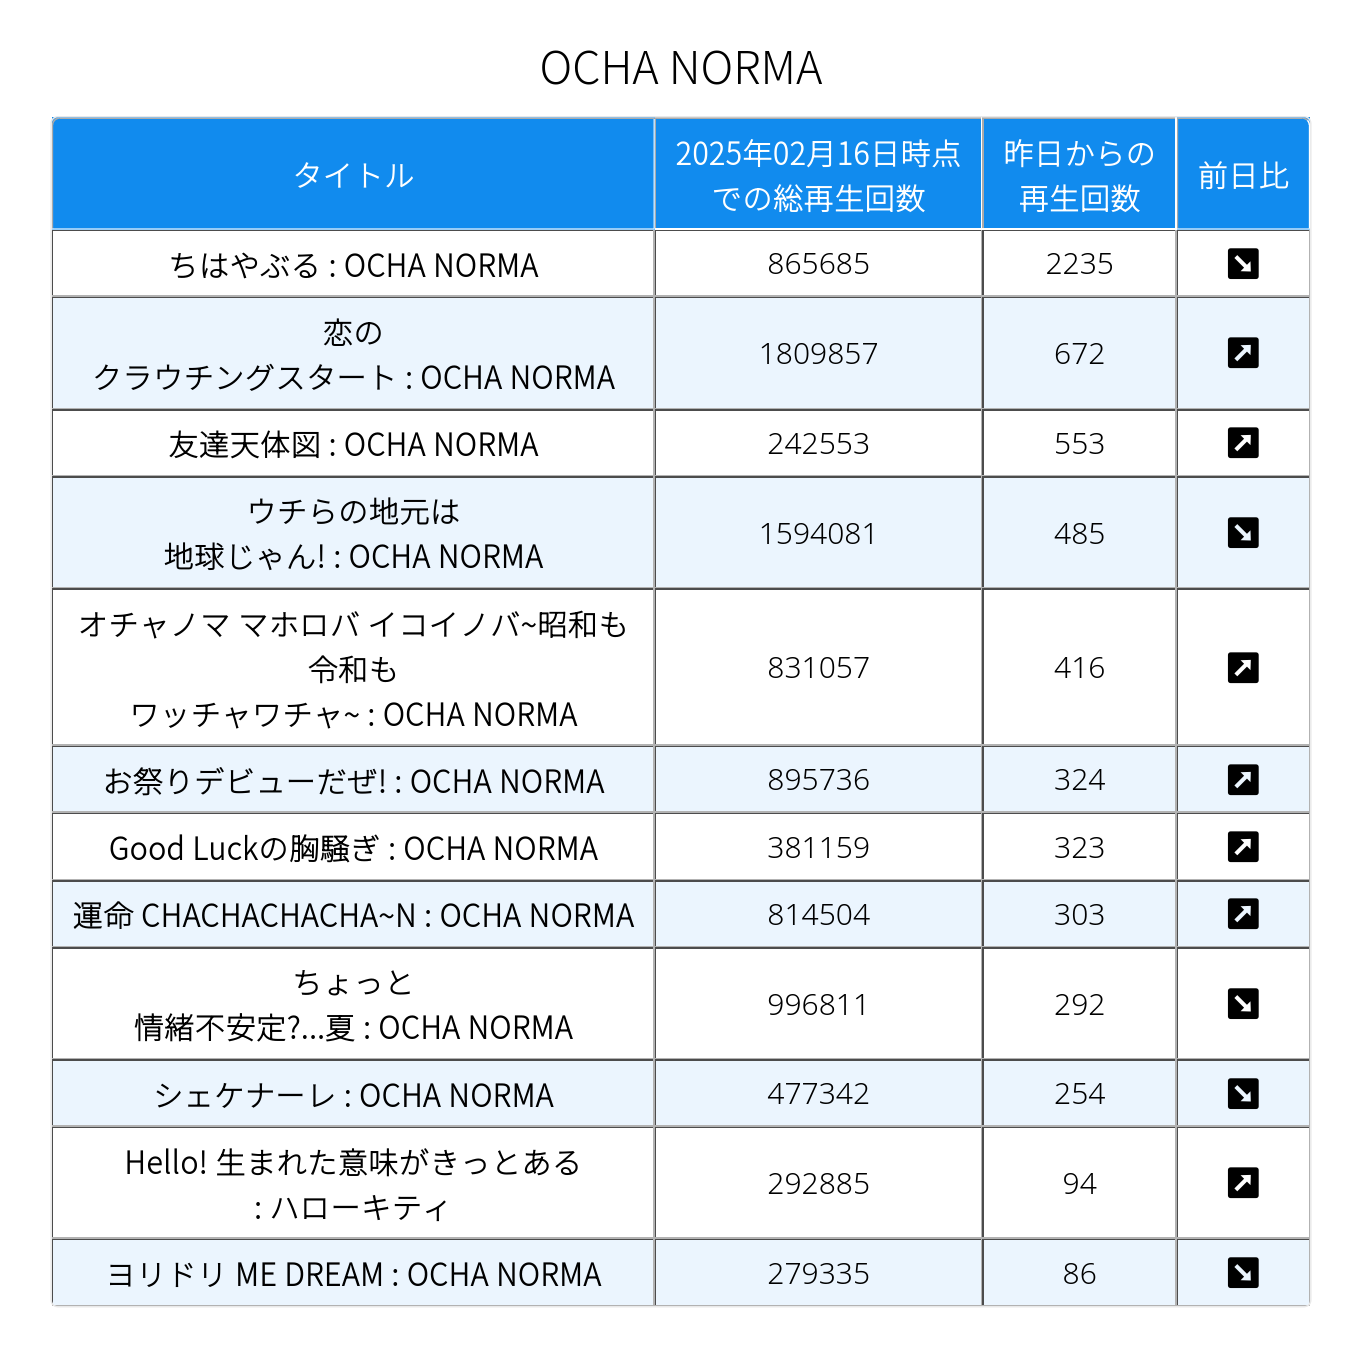 OCHA NORMA
タイトル
2025年02月16日時点
での総再生回数
昨日からの
再生回数
前日比
ちはやぶる : OCHA NORMA
865685
2235
恋の
クラウチングスタート : OCHA NORMA
1809857
672
友達天体図 : OCHA NORMA
242553
553
ウチらの地元は
地球じゃん! : OCHA NORMA
1594081
485
オチャノマ マホロバ イコイノバ~昭和も
令和も
ワッチャワチャ~ : OCHA NORMA
831057
416
お祭りデビューだぜ! : OCHA NORMA
895736
324
Good Luckの胸騒ぎ : OCHA NORMA
381159
323
運命 CHACHACHACHA~N : OCHA NORMA
814504
303
ちょっと
情緒不安定?...夏 : OCHA NORMA
996811
292
シェケナーレ : OCHA NORMA
477342
254
Hello! 生まれた意味がきっとある
: ハローキティ
292885
94
ヨリドリ ME DREAM : OCHA NORMA
279335
86